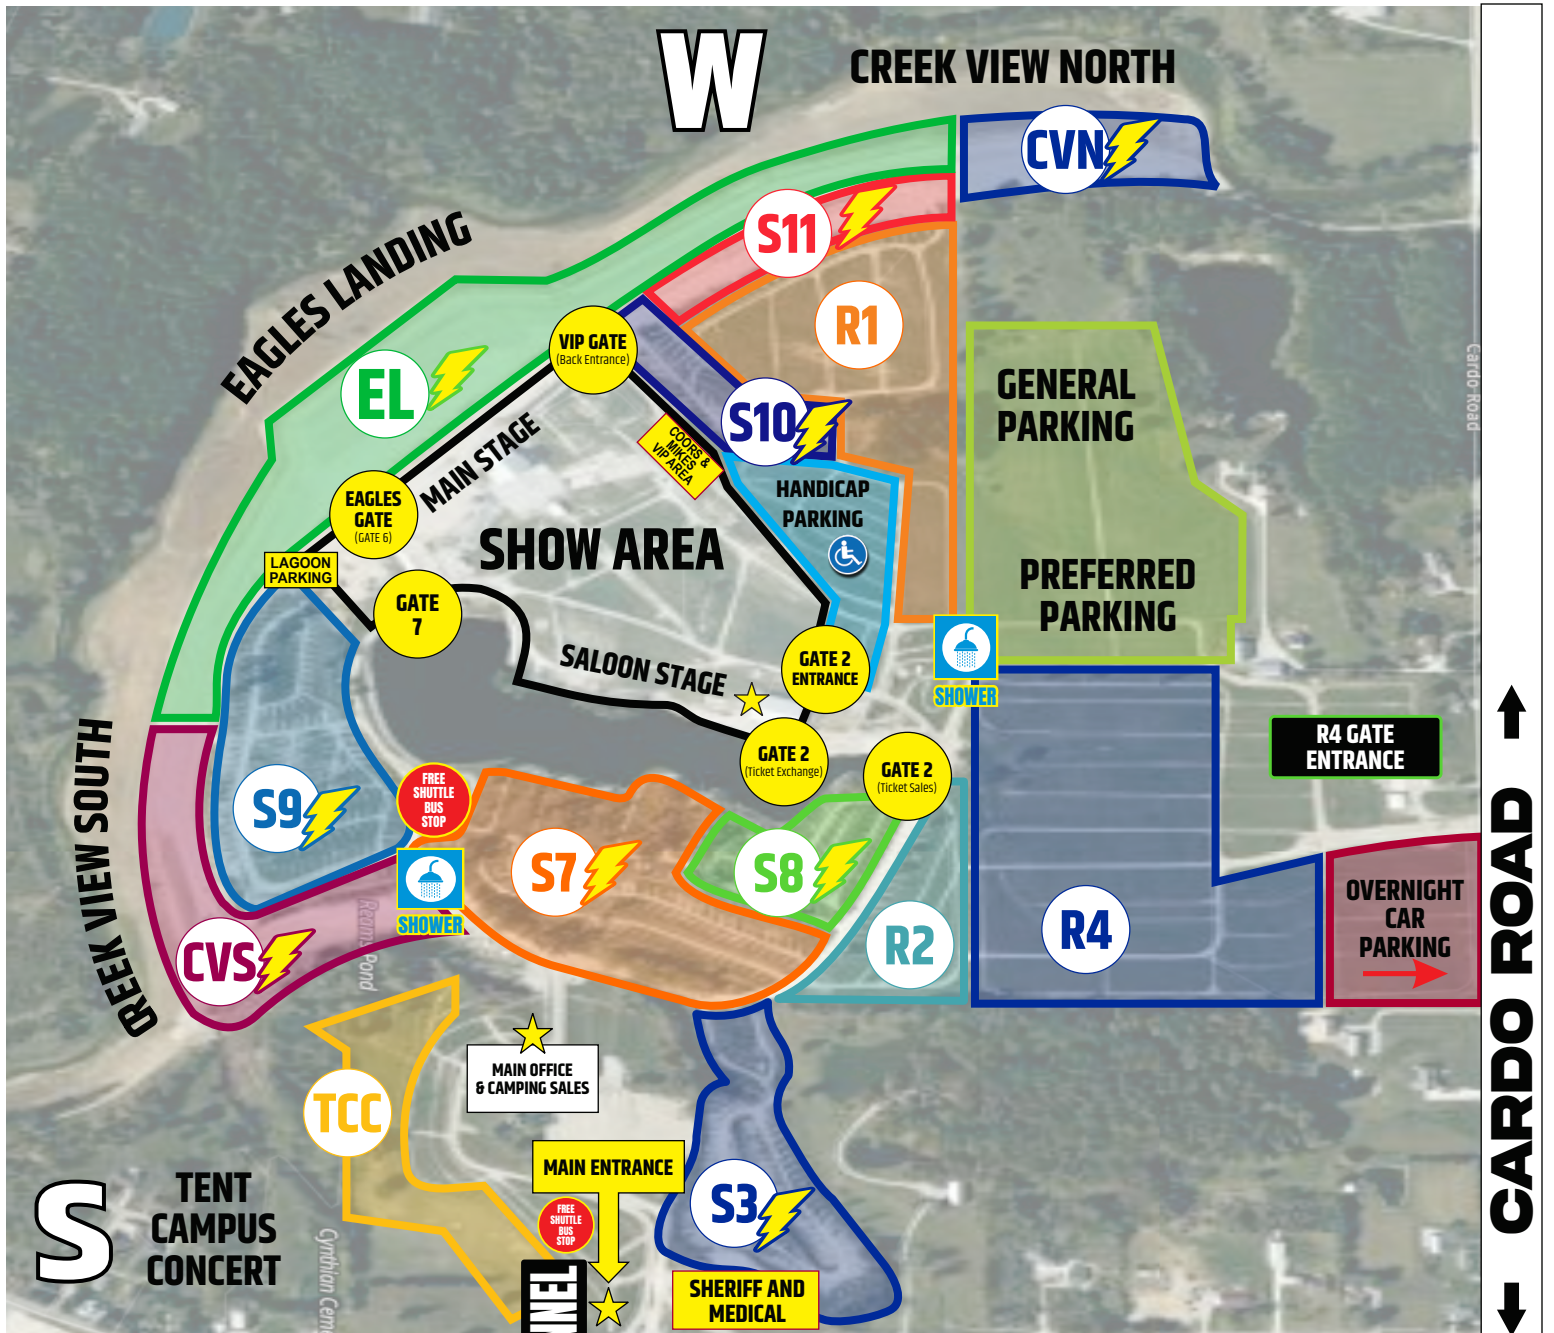 W
CREEK VIEW NORTH
CVN
S11
EAGLES LANDING
R1
VIP GATE
(Back Entrance)
EL
GENERAL
PARKING
Cardo Road
S10
MAIN STAGE
COORS &
MIKES
VIP AREA
HANDICAP
PARKING
EAGLES
GATE
(GATE 6)
SHOW AREA
LAGOON
PARKING
PREFERRED
PARKING
GATE
7
SALOON STAGE
GATE 2
ENTRANCE
SHOWER
R4 GATE
ENTRANCE
GATE 2
(Ticket Exchange)
GATE 2
(Ticket Sales)
CREEK VIEW SOUTH
FREE
SHUTTLE
BUS
STOP
S9
S7
S8
SHOWER
R2
R4
OVERNIGHT
CAR
PARKING
CARDO ROAD
CVS
Reams Pond
MAIN OFFICE
& CAMPING SALES
TCC
MAIN ENTRANCE
S3
FREE
SHUTTLE
BUS
STOP
S
TENT
CAMPUS
CONCERT
Cynthian
SHERIFF AND
MEDICAL